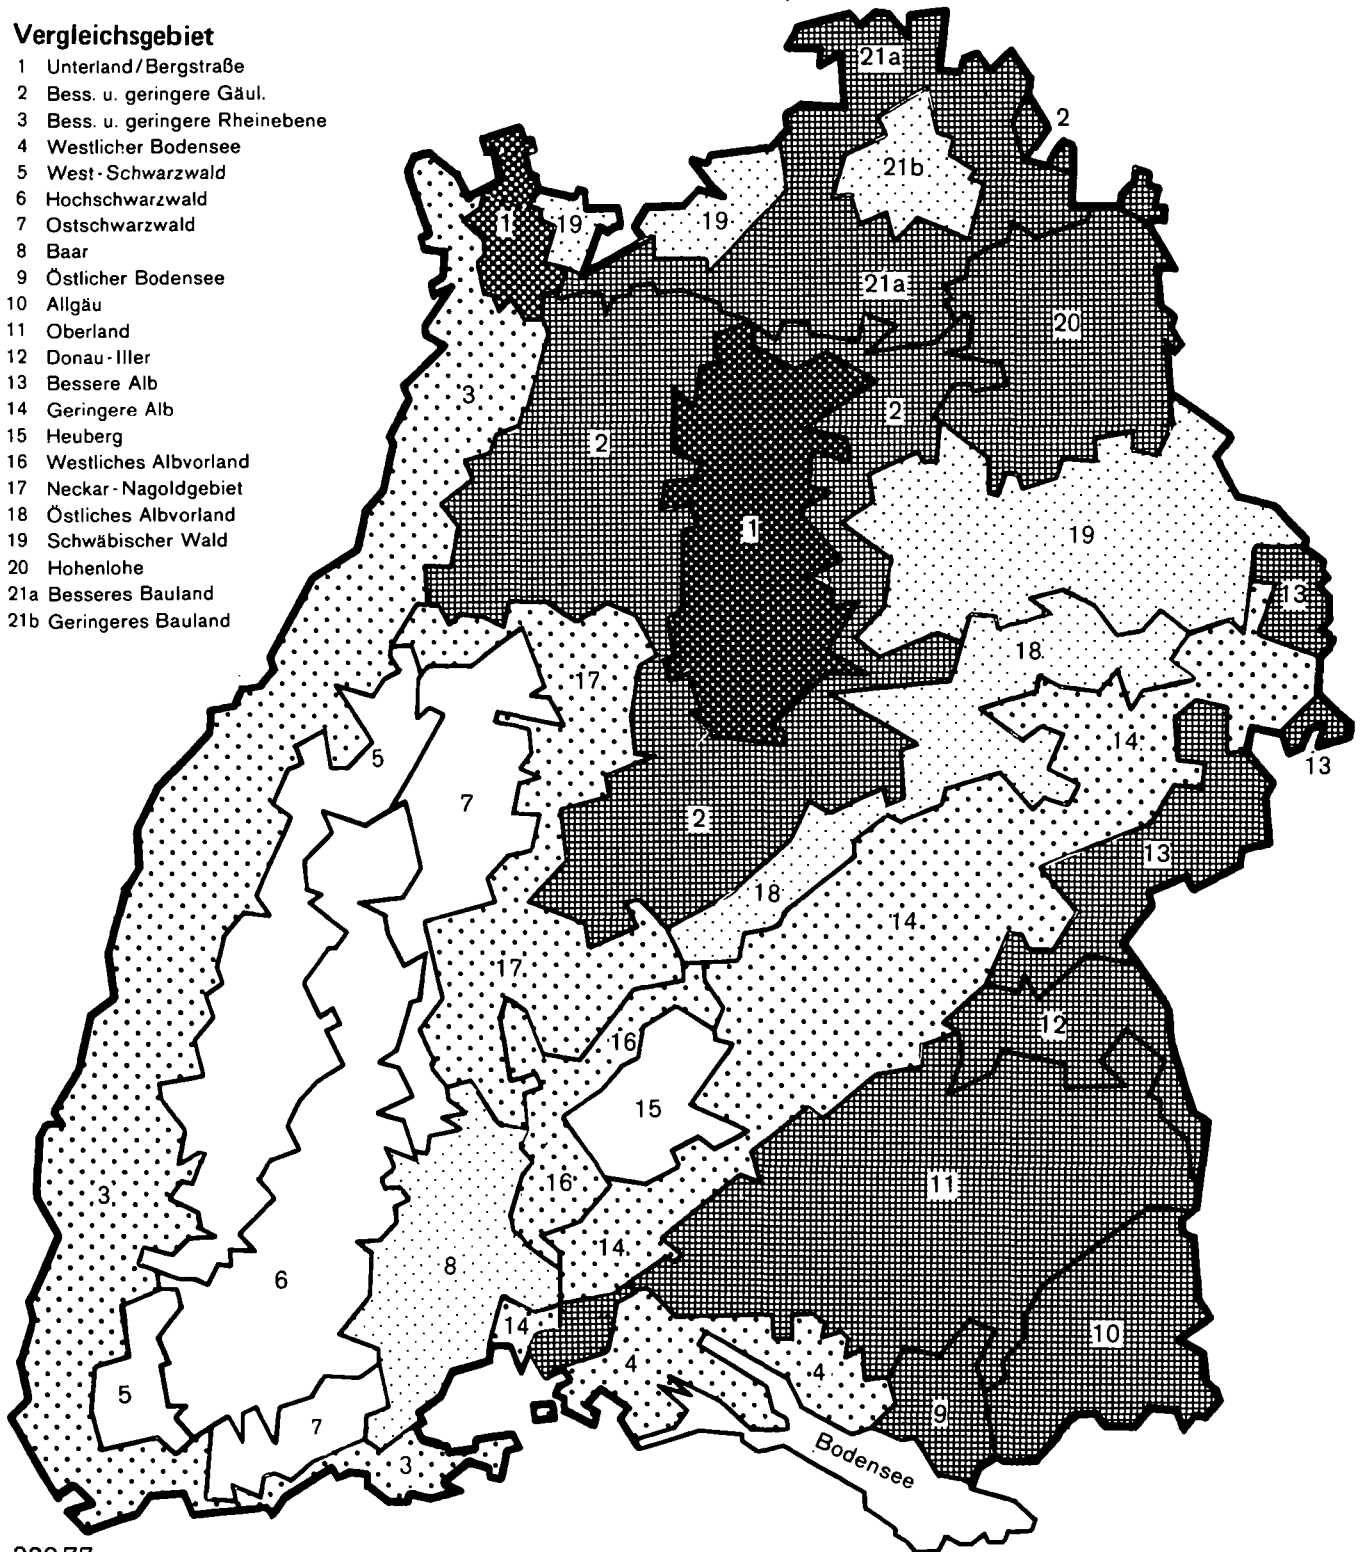 Vergleichsgebiet
1 Unterland/Bergstraße
2 Bess. u. geringere Gäul.
3 Bess. u. geringere Rheinebene
4 Westlicher Bodensee
5 West-Schwarzwald
6 Hochschwarzwald
7 Ostschwarzwald
8 Baar
9 Östlicher Bodensee
10 Allgäu
11 Oberland
12 Donau-Iller
13 Bessere Alb
14 Geringere Alb
15 Heuberg
16 Westliches Albvorland
17 Neckar-Nagoldgebiet
18 Östliches Albvorland
19 Schwäbischer Wald
20 Hohenlohe
21a Besseres Bauland
21b Geringeres Bauland
21a
2
21b
1
19
19
21a
20
3
2
2
1
19
13
18
17
14
5
13
7
2
13
18
14
17
12
16
15
3
16
11
14
8
6
14
10
4
4
5
9
7
Bodensee
3